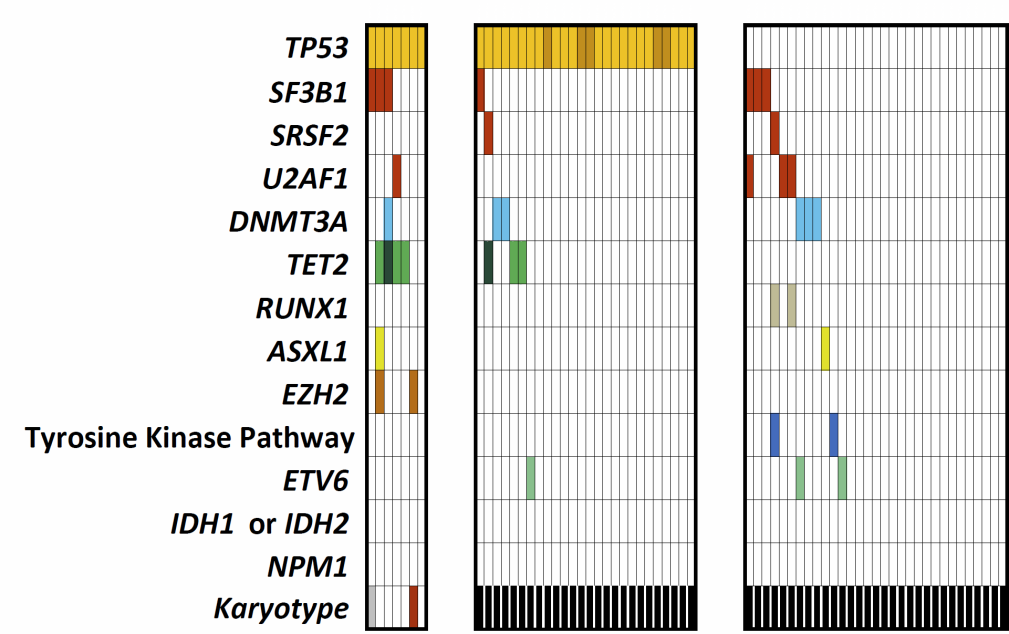 TP53
SF3B1
SRSF2
U2AF1
DNMT3A
TET2
RUNX1
ASXL1
EZH2
Tyrosine Kinase Pathway
ETV6
IDH1 or IDH2
NPM1
Karyotype